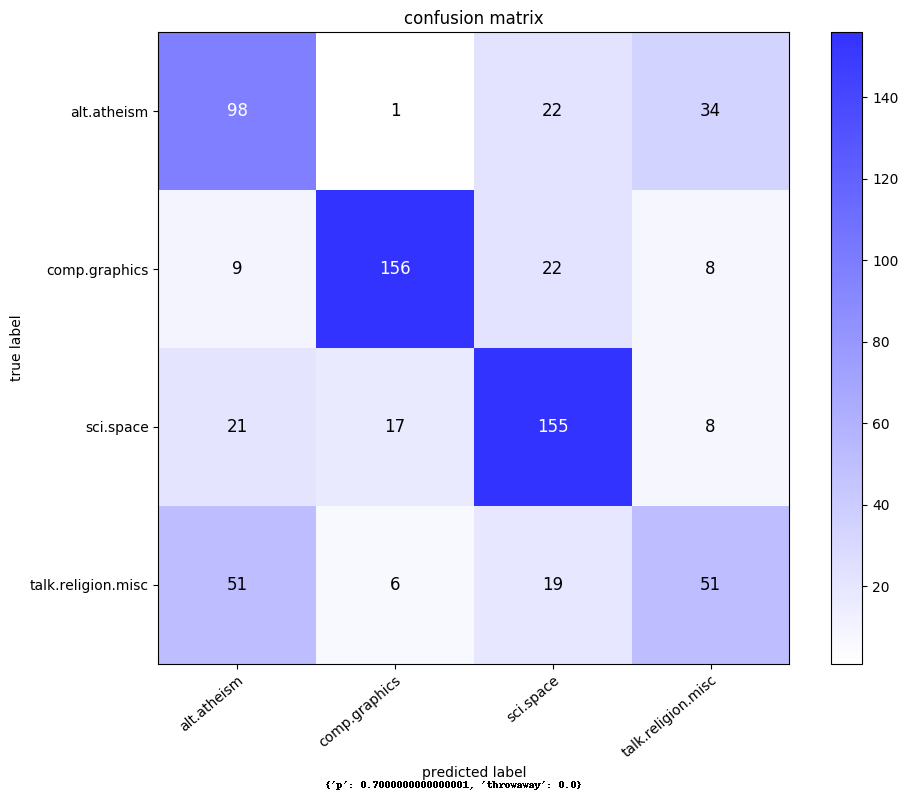 confusion matrix
alt.atheism 98 1 22 34
comp.graphics 9 156 22 8
sci.space 21 17 155 8
talk.religion.misc 51 6 19 51
true label
alt.atheism comp.graphics sci.space talk.religion.misc
predicted label
{'p': 0.7000000000000001, 'throwaway': 0.0}
140
120
100
80
60
40
20